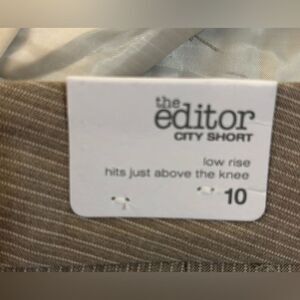 the
editor
CITY SHORT
low rise
hits just above the knee
10